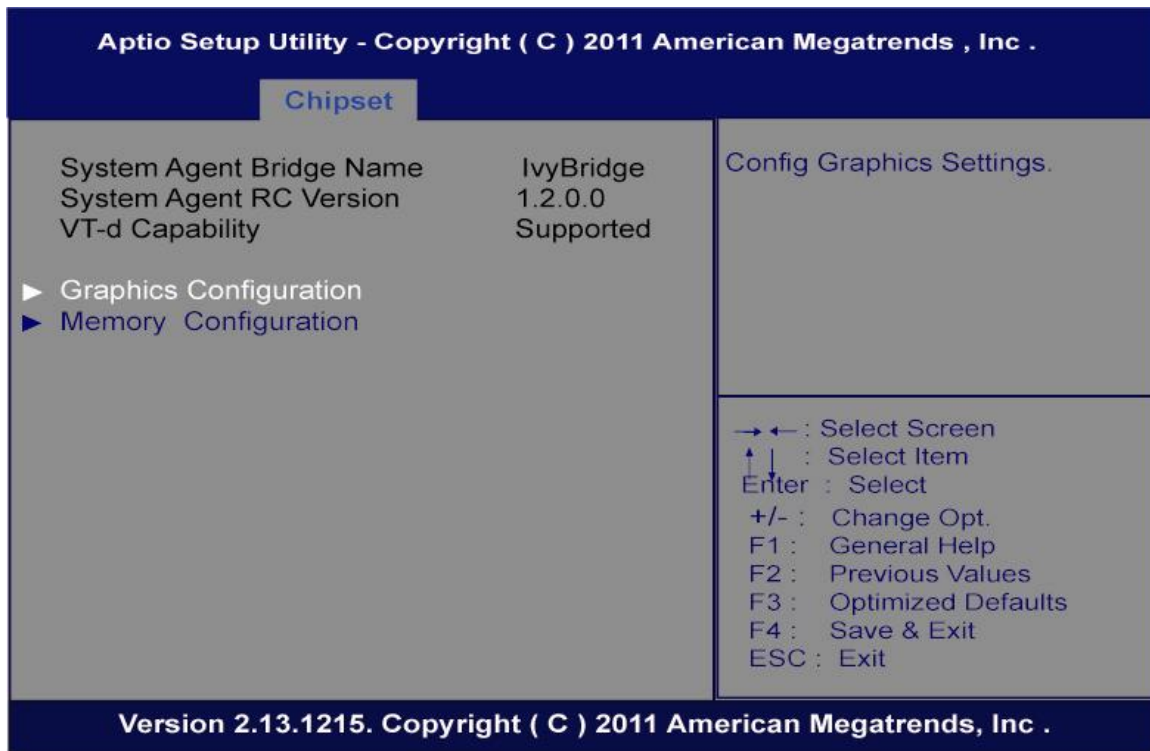 Aptio Setup Utility - Copyright ( C ) 2011 American Megatrends , Inc .
Chipset
System Agent Bridge Name IvyBridge
System Agent RC Version 1.2.0.0
VT-d Capability Supported
► Graphics Configuration
► Memory Configuration
Config Graphics Settings.
→ ← : Select Screen
↑ ↓ : Select Item
Enter : Select
+/- : Change Opt.
F1 : General Help
F2 : Previous Values
F3 : Optimized Defaults
F4 : Save & Exit
ESC : Exit
Version 2.13.1215. Copyright ( C ) 2011 American Megatrends, Inc .